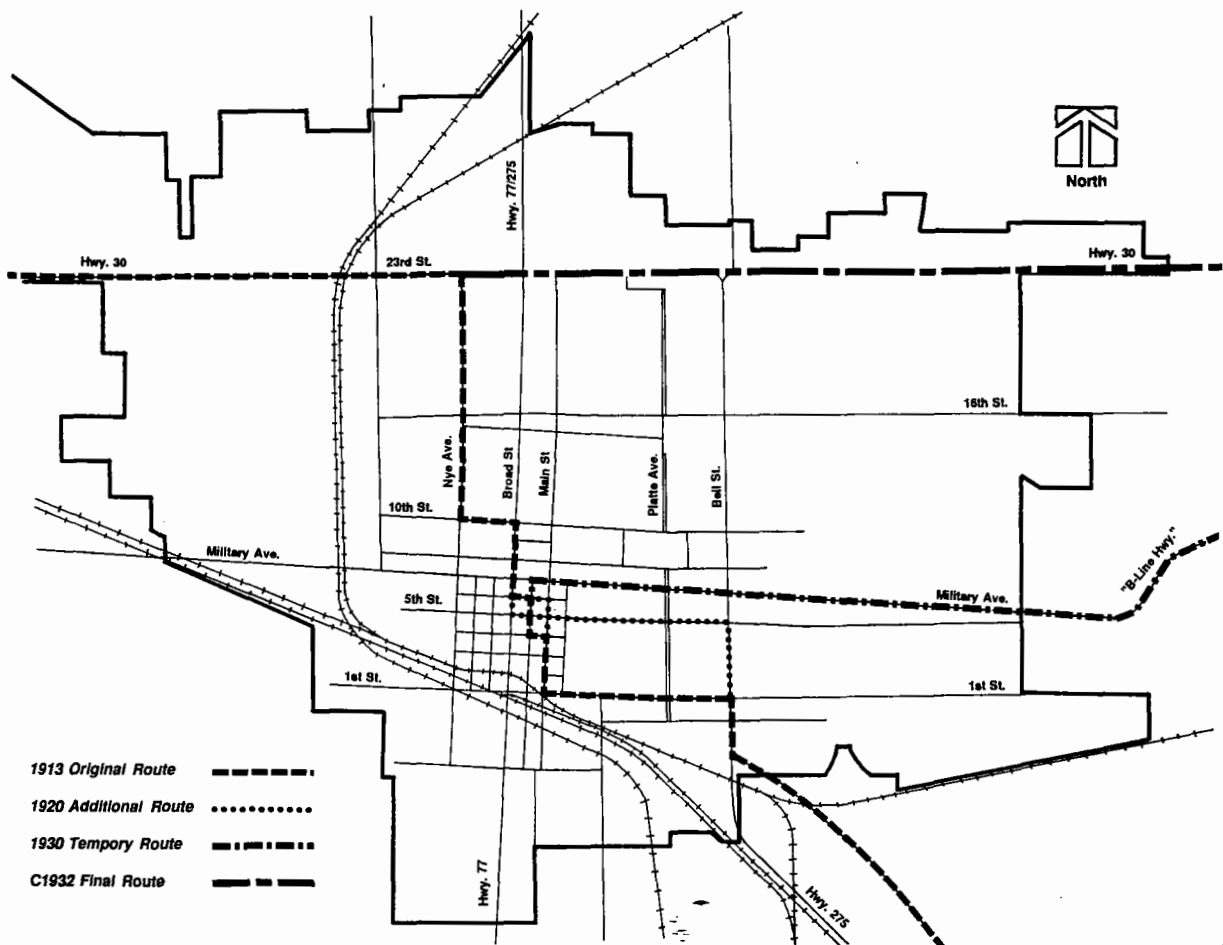 Hwy. 77/275
North
Hwy. 30
23rd St.
Hwy. 30
16th St.
Nye Ave.
Broad St
Main St
Platte Ave.
Bell St.
10th St.
Military Ave.
"B-Line Hwy."
5th St.
Military Ave.
1st St.
1st St.
1913 Original Route
1920 Additional Route
1930 Tempory Route
C1932 Final Route
Hwy. 77
Hwy. 275